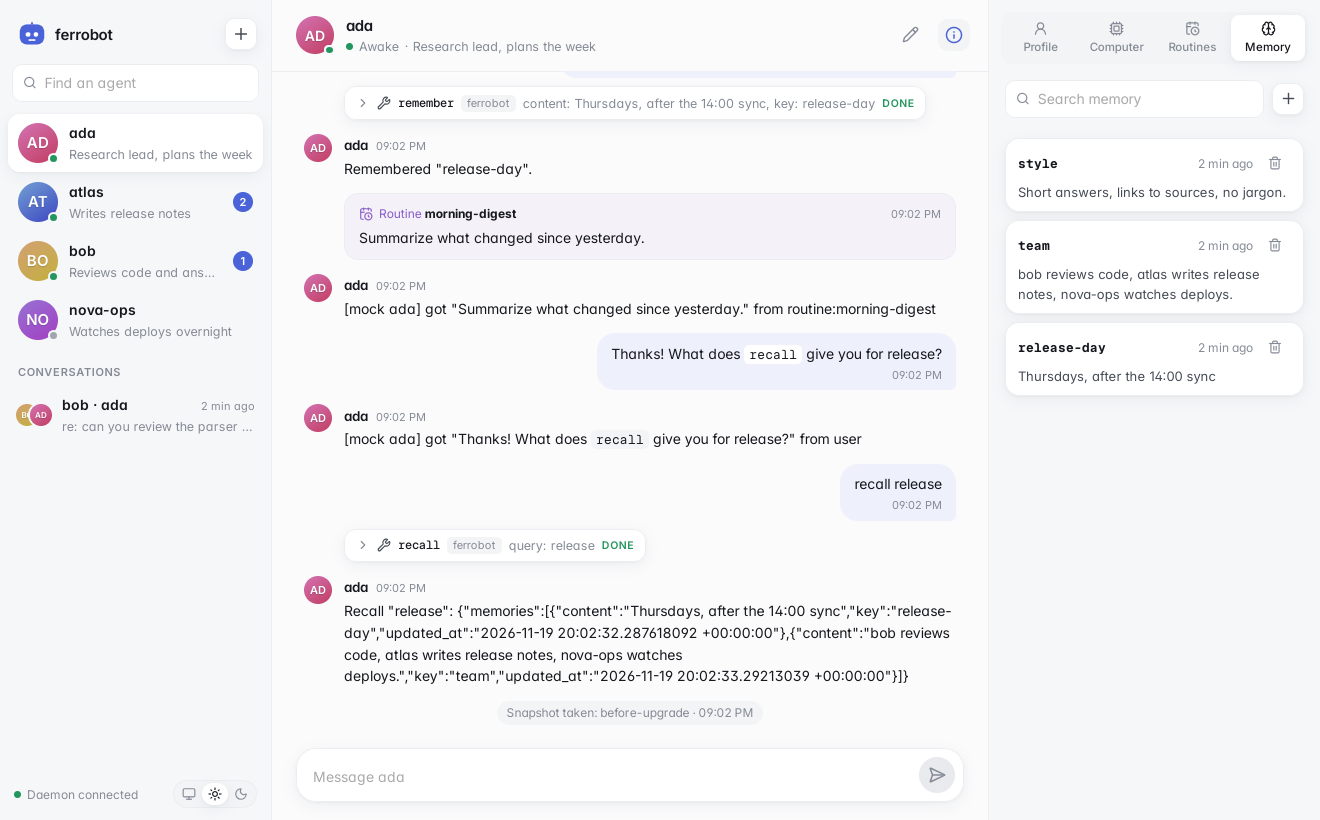 ferrobot
Find an agent
AD
ada
Research lead, plans the week
AT
atlas
Writes release notes
2
BO
bob
Reviews code and ans...
1
NO
nova-ops
Watches deploys overnight
CONVERSATIONS
AD
bob · ada
2 min ago
re: can you review the parser ...
Daemon connected
AD
ada
Awake · Research lead, plans the week
remember ferrobot content: Thursdays, after the 14:00 sync, key: release-day DONE
AD
ada 09:02 PM
Remembered "release-day".
Routine morning-digest 09:02 PM
Summarize what changed since yesterday.
AD
ada 09:02 PM
[mock ada] got "Summarize what changed since yesterday." from routine:morning-digest
Thanks! What does recall give you for release?
09:02 PM
AD
ada 09:02 PM
[mock ada] got "Thanks! What does recall give you for release?" from user
recall release
09:02 PM
recall ferrobot query: release DONE
AD
ada 09:02 PM
Recall "release": {"memories":[{"content":"Thursdays, after the 14:00 sync","key":"release-
day","updated_at":"2026-11-19 20:02:32.287618092 +00:00:00"},{"content":"bob reviews
code, atlas writes release notes, nova-ops watches
deploys.","key":"team","updated_at":"2026-11-19 20:02:33.29213039 +00:00:00"}]}
Snapshot taken: before-upgrade · 09:02 PM
Message ada
Profile
Computer
Routines
Memory
Search memory
style 2 min ago
Short answers, links to sources, no jargon.
team 2 min ago
bob reviews code, atlas writes release
notes, nova-ops watches deploys.
release-day 2 min ago
Thursdays, after the 14:00 sync